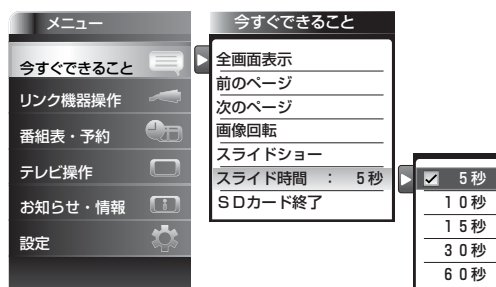 メニュー
今すぐできること
リンク機器操作
番組表・予約
テレビ操作
お知らせ・情報
設定
今すぐできること
全画面表示
前のページ
次のページ
画像回転
スライドショー
スライド時間 : 5秒
SDカード終了
5秒
10秒
15秒
30秒
60秒